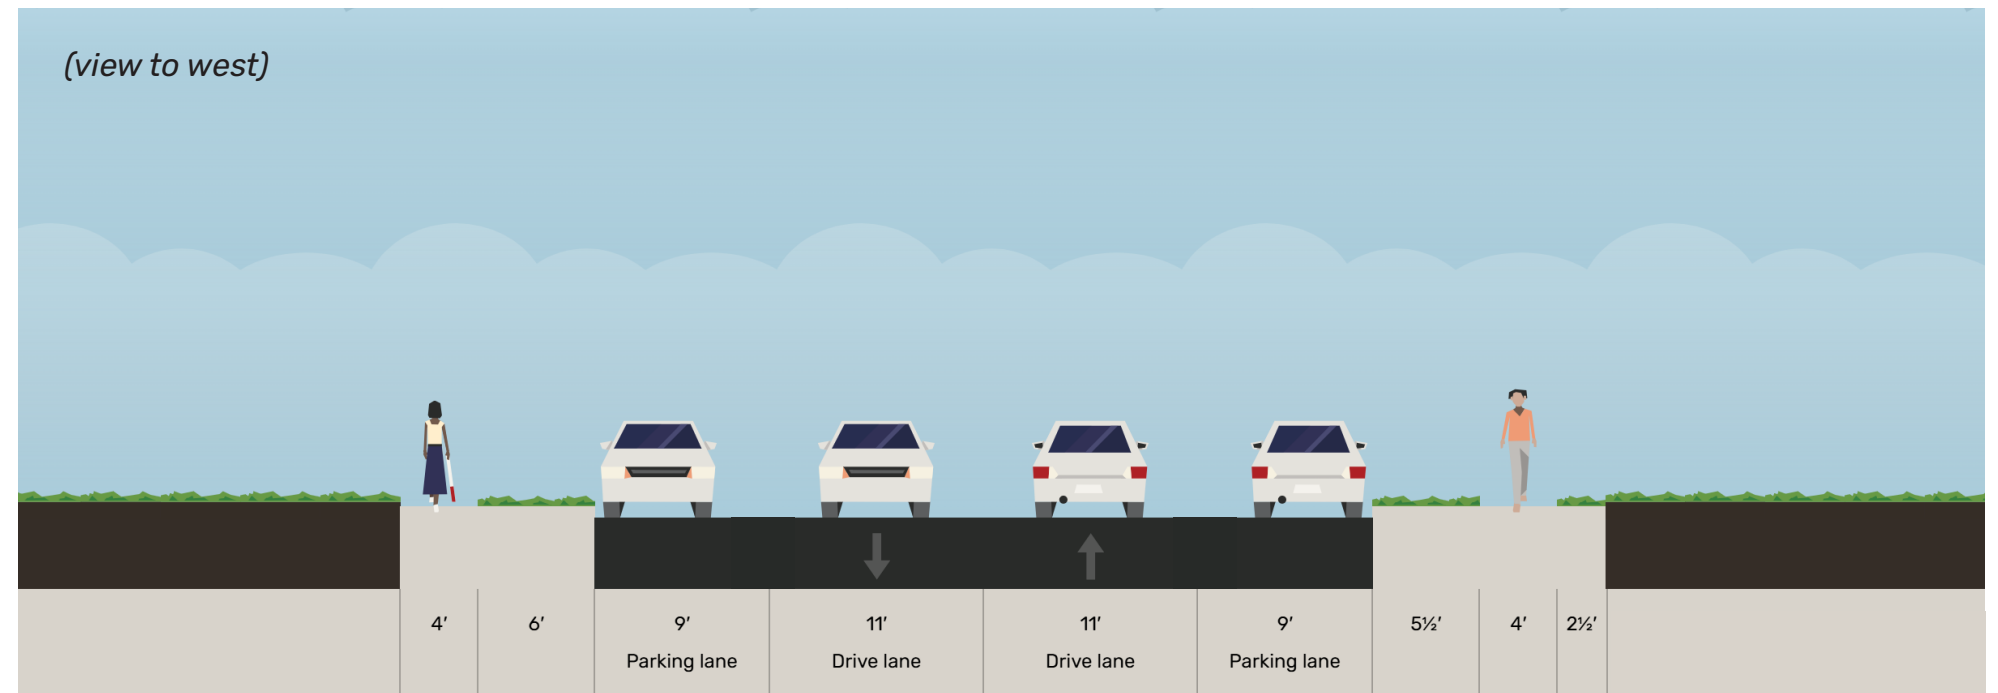 (view to west)
4′
6′
9′
11′
11′
9′
5½′
4′
2½′
Parking lane
Drive lane
Drive lane
Parking lane